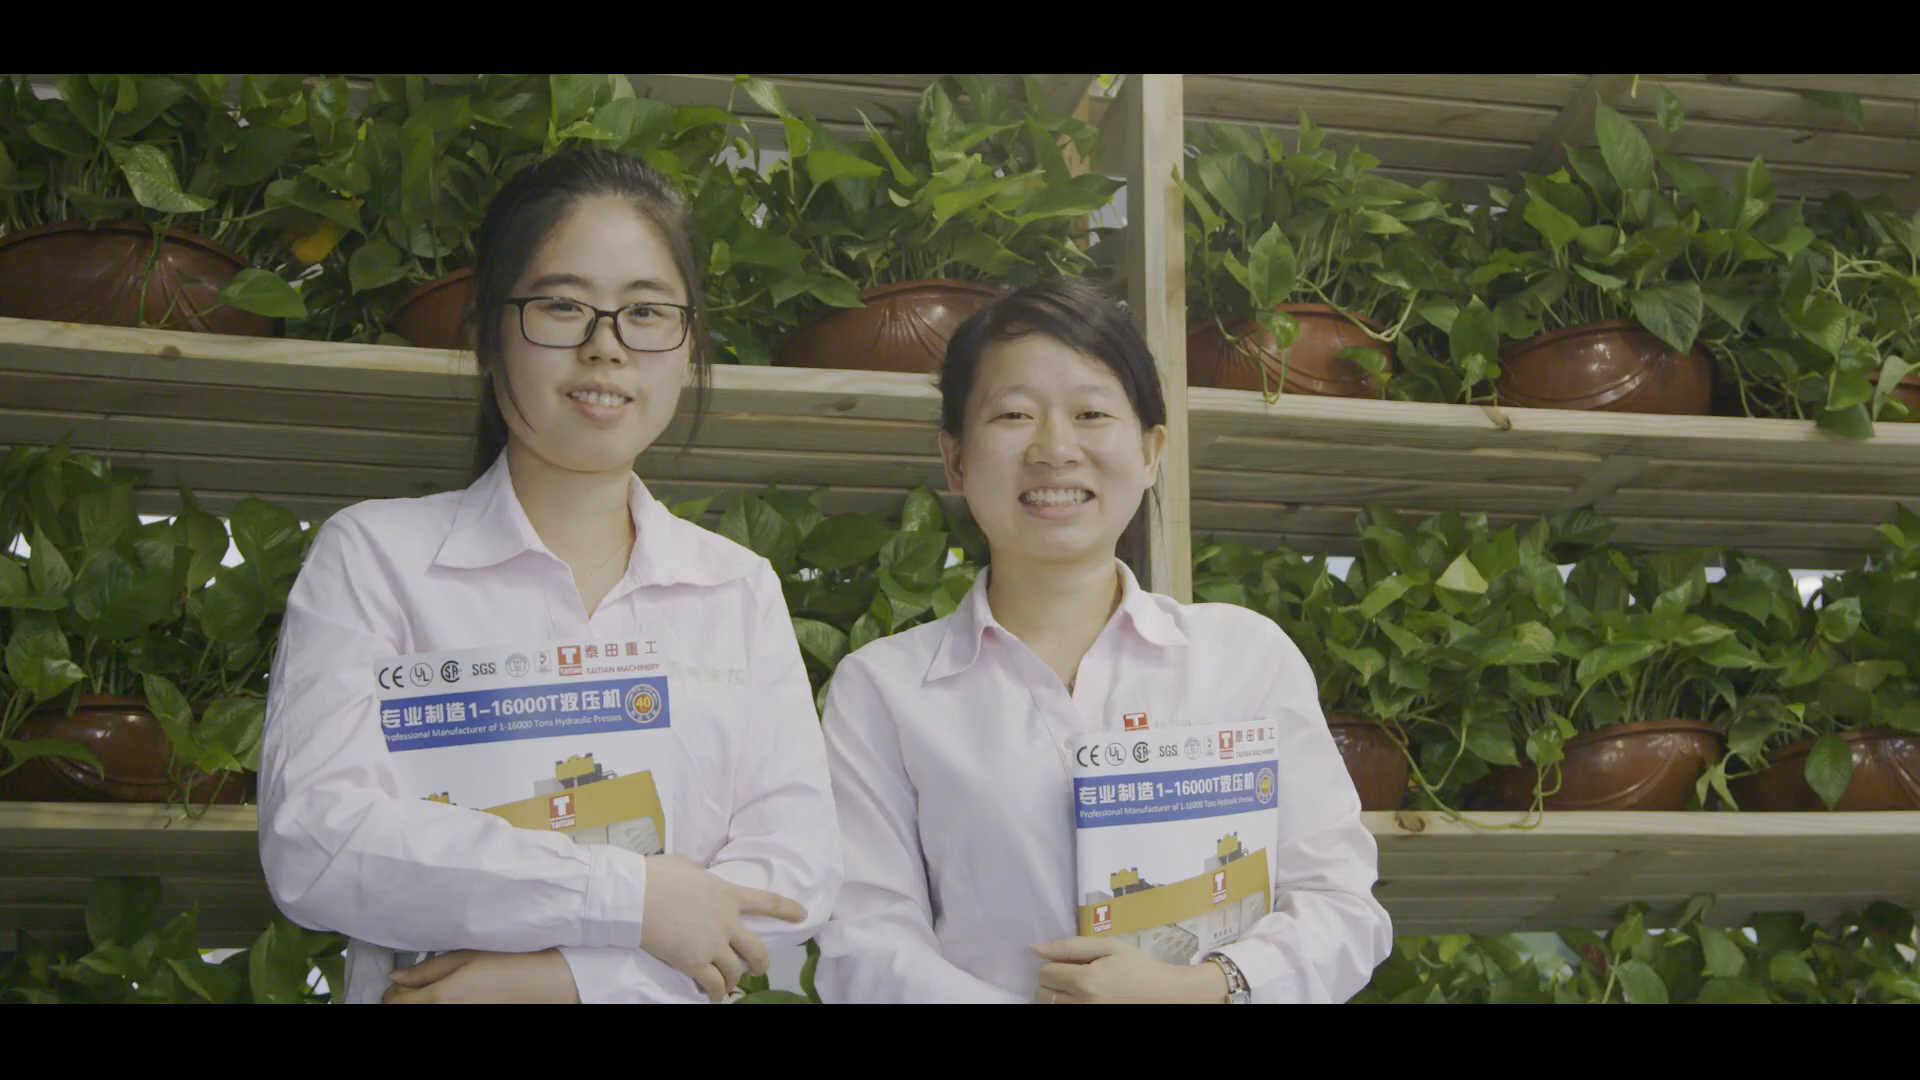 CE UL SGS T 泰田重工
TAITIAN TAITIAN MACHINERY
专业制造1-16000T液压机 40
Professional Manufacturer of 1-16000 Tons Hydraulic Presses
T
TAITIAN
T
CE UL SGS T 泰田重工
TAITIAN MACHINERY
专业制造1-16000T液压机 40
Professional Manufacturer of 1-16000 Tons Hydraulic Presses
T
T